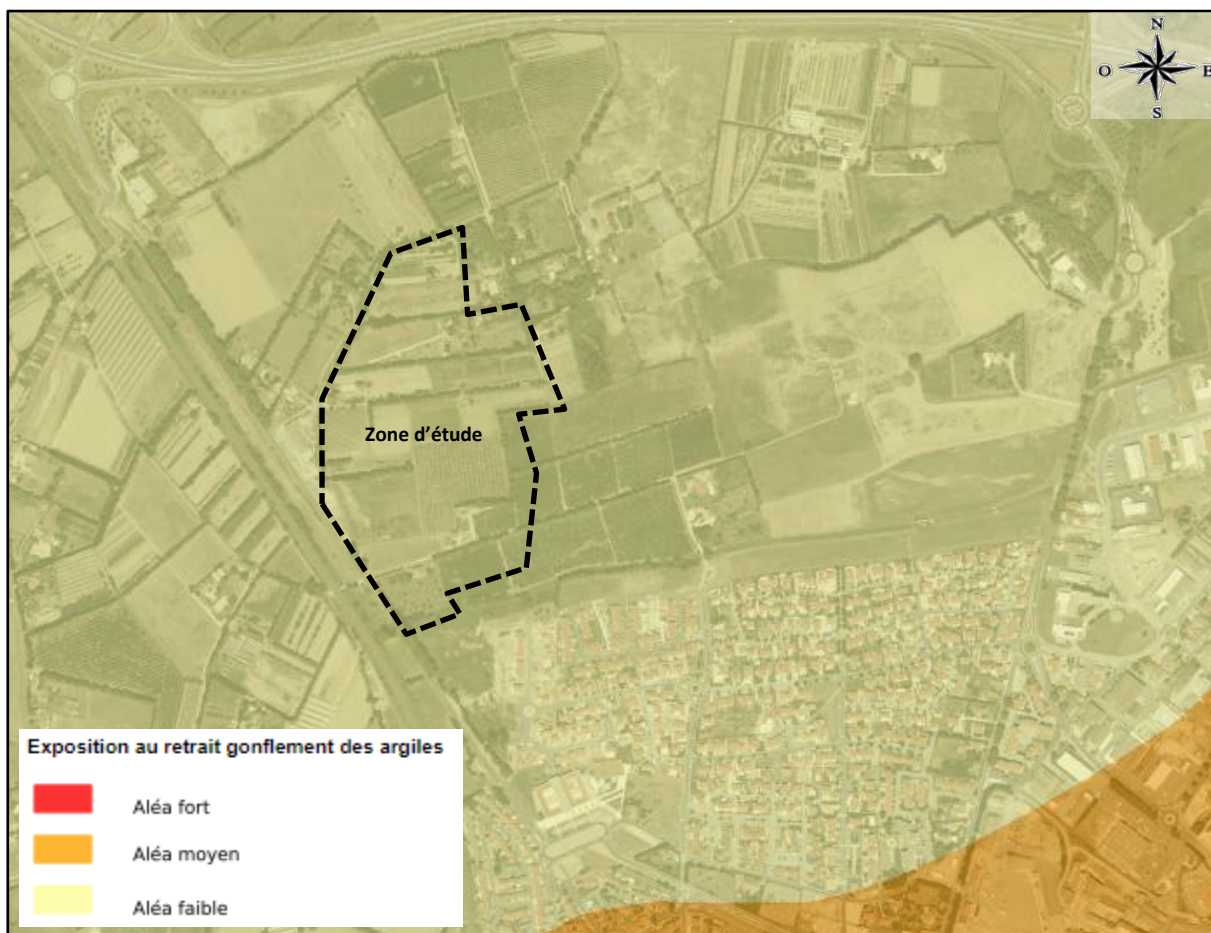 N
O E
S
Zone d'étude
Exposition au retrait gonflement des argiles
Aléa fort
Aléa moyen
Aléa faible